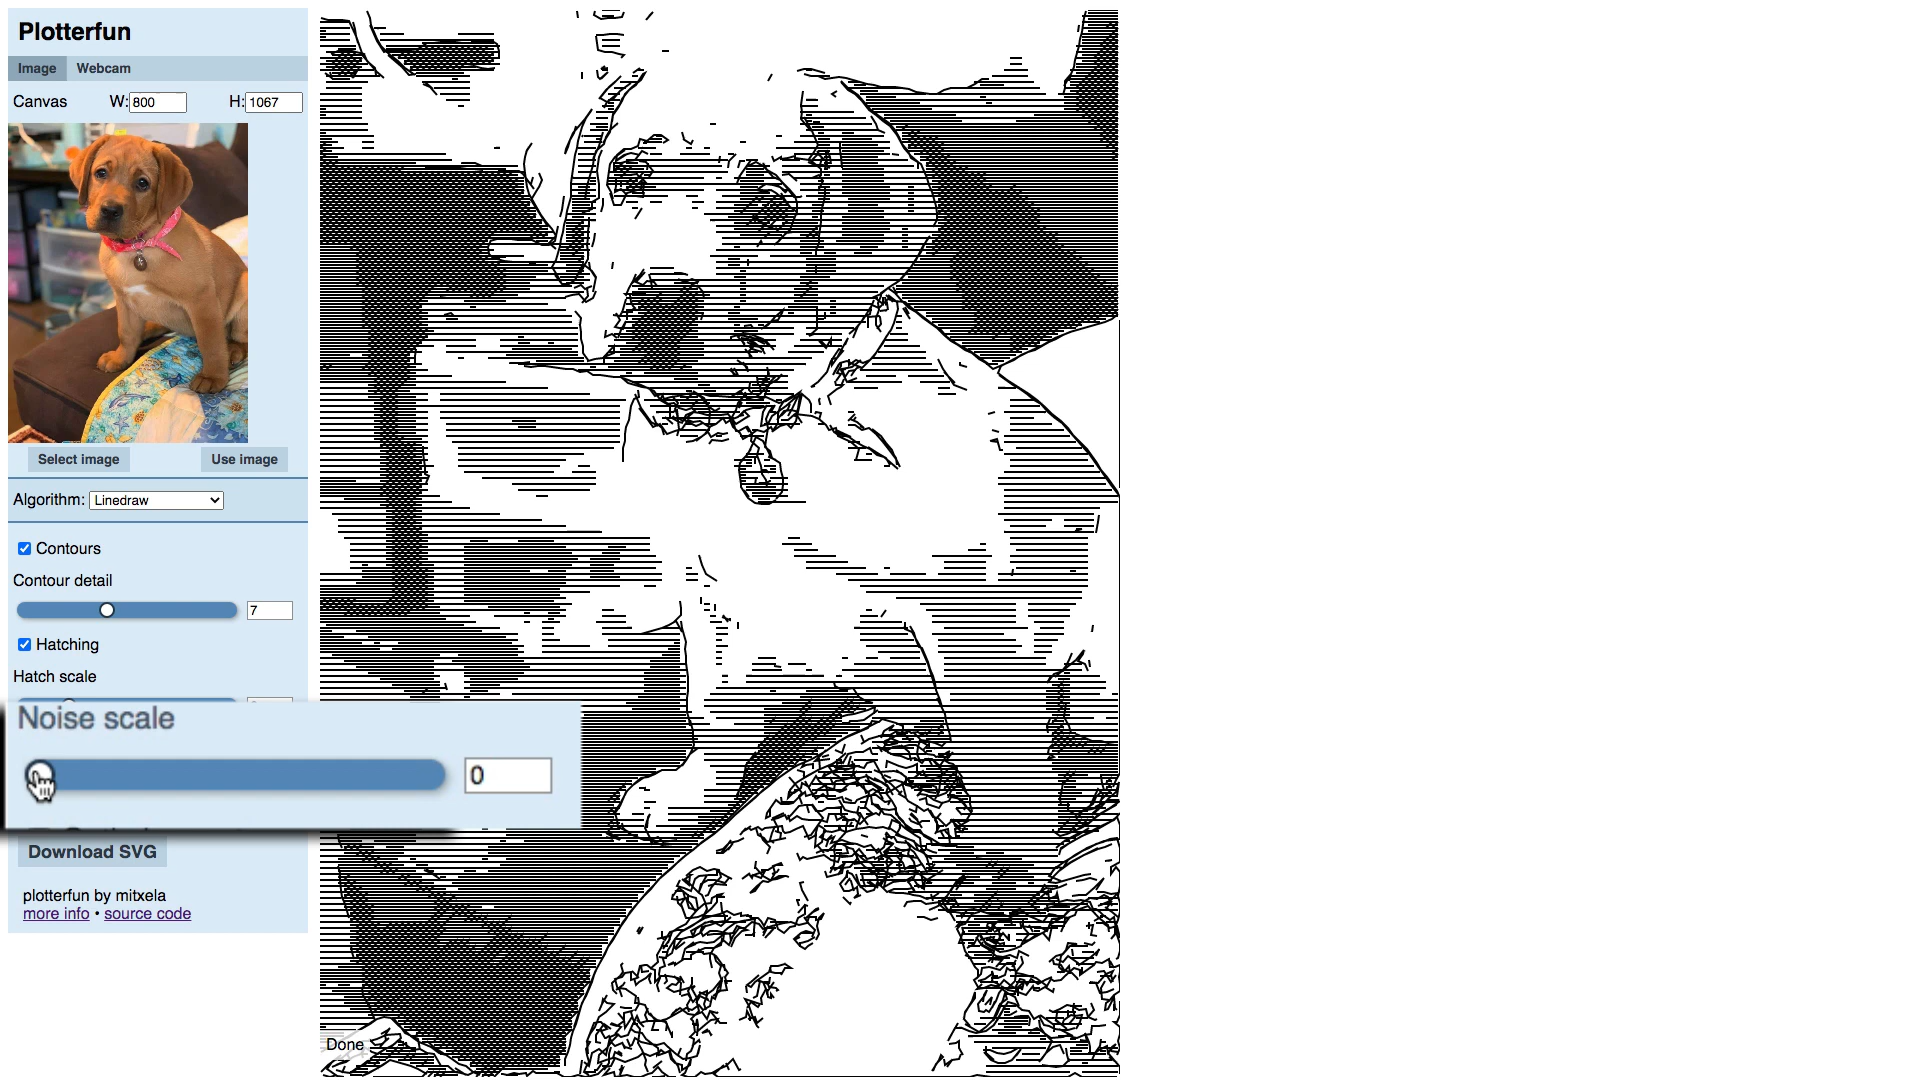 Plotterfun
Image Webcam
Canvas W: 800 H: 1067
Select image Use image
Algorithm: Linedraw
Contours
Contour detail
7
Hatching
Hatch scale
Noise scale
0
Download SVG
plotterfun by mitxela
more info • source code
Done